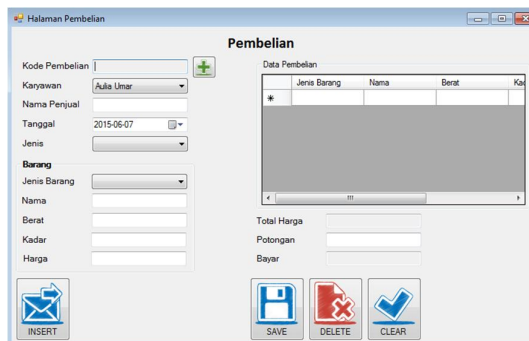 Halaman Pembelian
Pembelian
Kode Pembelian
Karyawan Aulia Umar
Nama Penjual
Tanggal 2015-06-07
Jenis
Barang
Jenis Barang
Nama
Berat
Kadar
Harga
INSERT
Data Pembelian
Jenis Barang Nama Berat
Total Harga
Potongan
Bayar
SAVE DELETE CLEAR